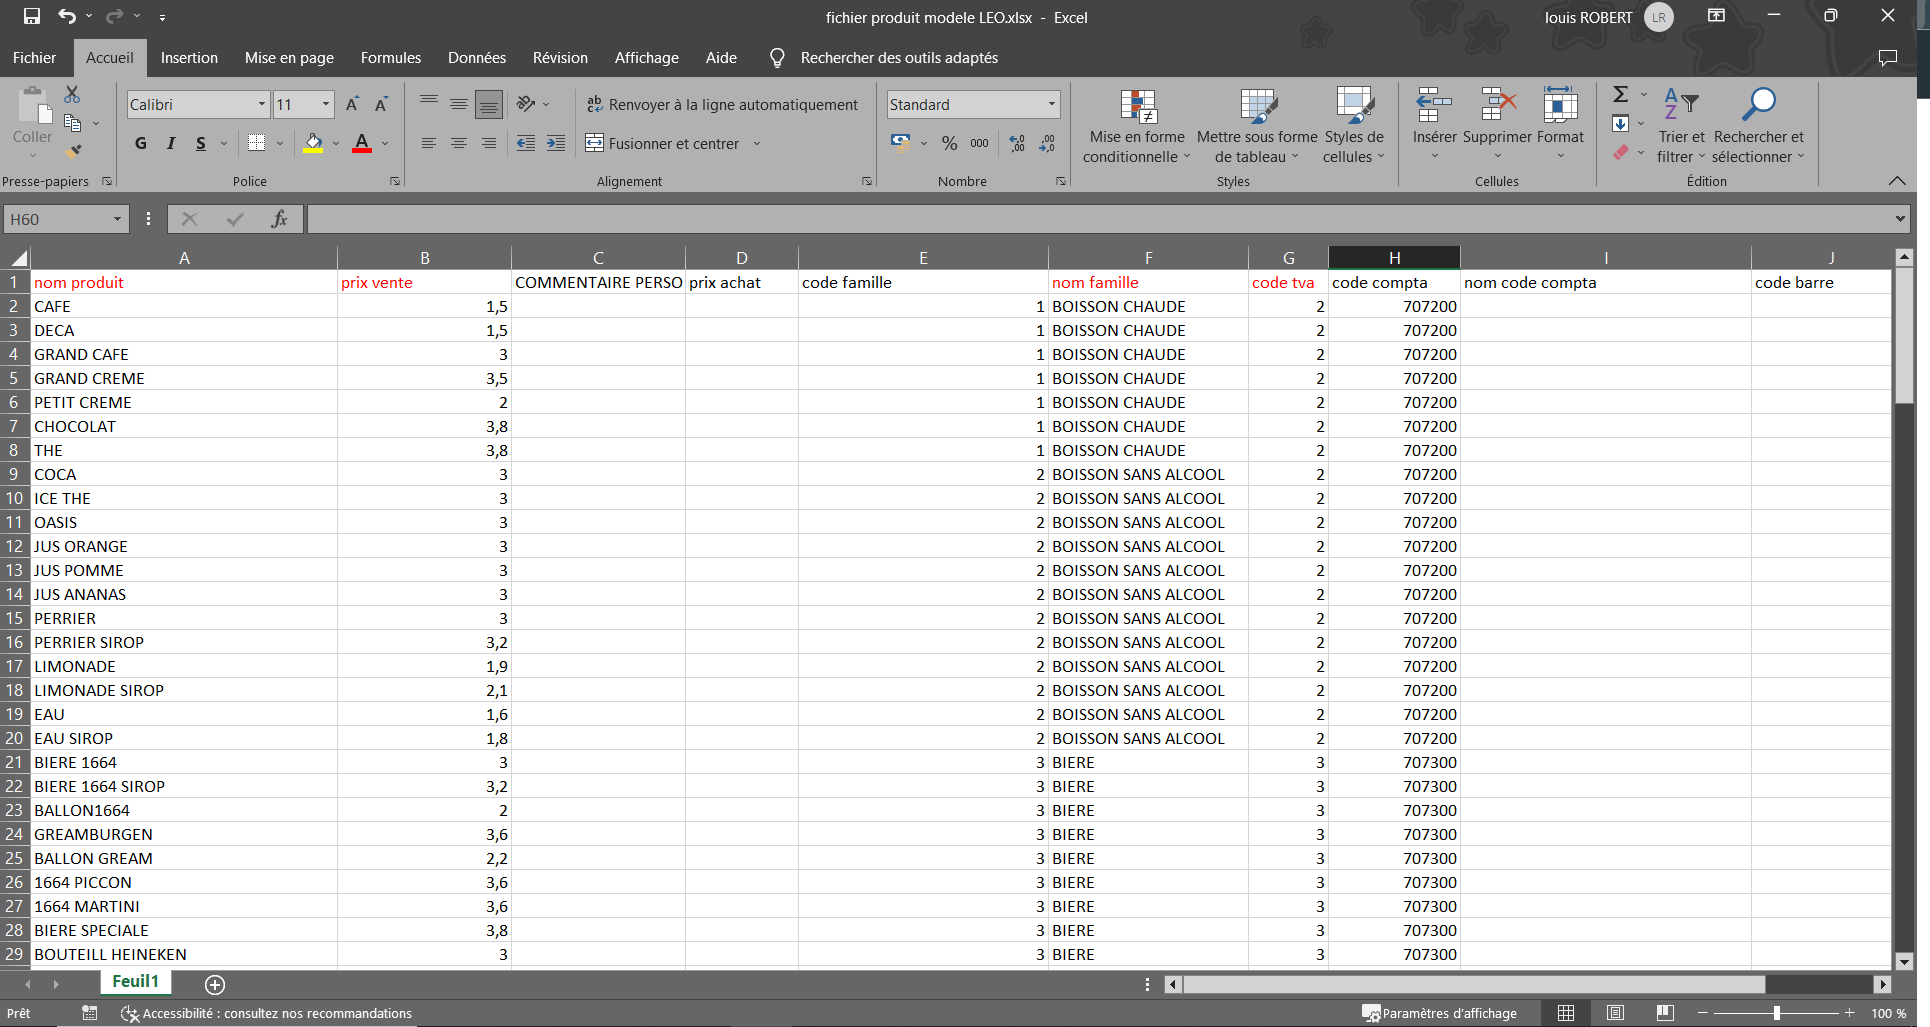 fichier produit modele LEO.xlsx - Excel
louis ROBERT LR
Fichier Accueil Insertion Mise en page Formules Données Révision Affichage Aide Rechercher des outils adaptés
Coller
Calibri 11
Renvoyer à la ligne automatiquement
Standard
G I S
Fusionner et centrer
% 000
Mise en forme conditionnelle
Mettre sous forme de tableau
Styles de cellules
Insérer Supprimer Format
Trier et filtrer
Rechercher et sélectionner
Presse-papiers Police Alignement Nombre Styles Cellules Édition
H60 fx
A B C D E F G H I J
1 nom produit prix vente COMMENTAIRE PERSO prix achat code famille nom famille code tva code compta nom code compta code barre
2 CAFE 1,5 1 BOISSON CHAUDE 2 707200
3 DECA 1,5 1 BOISSON CHAUDE 2 707200
4 GRAND CAFE 3 1 BOISSON CHAUDE 2 707200
5 GRAND CREME 3,5 1 BOISSON CHAUDE 2 707200
6 PETIT CREME 2 1 BOISSON CHAUDE 2 707200
7 CHOCOLAT 3,8 1 BOISSON CHAUDE 2 707200
8 THE 3,8 1 BOISSON CHAUDE 2 707200
9 COCA 3 2 BOISSON SANS ALCOOL 2 707200
10 ICE THE 3 2 BOISSON SANS ALCOOL 2 707200
11 OASIS 3 2 BOISSON SANS ALCOOL 2 707200
12 JUS ORANGE 3 2 BOISSON SANS ALCOOL 2 707200
13 JUS POMME 3 2 BOISSON SANS ALCOOL 2 707200
14 JUS ANANAS 3 2 BOISSON SANS ALCOOL 2 707200
15 PERRIER 3 2 BOISSON SANS ALCOOL 2 707200
16 PERRIER SIROP 3,2 2 BOISSON SANS ALCOOL 2 707200
17 LIMONADE 1,9 2 BOISSON SANS ALCOOL 2 707200
18 LIMONADE SIROP 2,1 2 BOISSON SANS ALCOOL 2 707200
19 EAU 1,6 2 BOISSON SANS ALCOOL 2 707200
20 EAU SIROP 1,8 2 BOISSON SANS ALCOOL 2 707200
21 BIERE 1664 3 3 BIERE 3 707300
22 BIERE 1664 SIROP 3,2 3 BIERE 3 707300
23 BALLON1664 2 3 BIERE 3 707300
24 GREAMBURGEN 3,6 3 BIERE 3 707300
25 BALLON GREAM 2,2 3 BIERE 3 707300
26 1664 PICCON 3,6 3 BIERE 3 707300
27 1664 MARTINI 3,6 3 BIERE 3 707300
28 BIERE SPECIALE 3,8 3 BIERE 3 707300
29 BOUTEILL HEINEKEN 3 3 BIERE 3 707300
Feuil1
Prêt Accessibilité : consultez nos recommandations Paramètres d'affichage 100 %